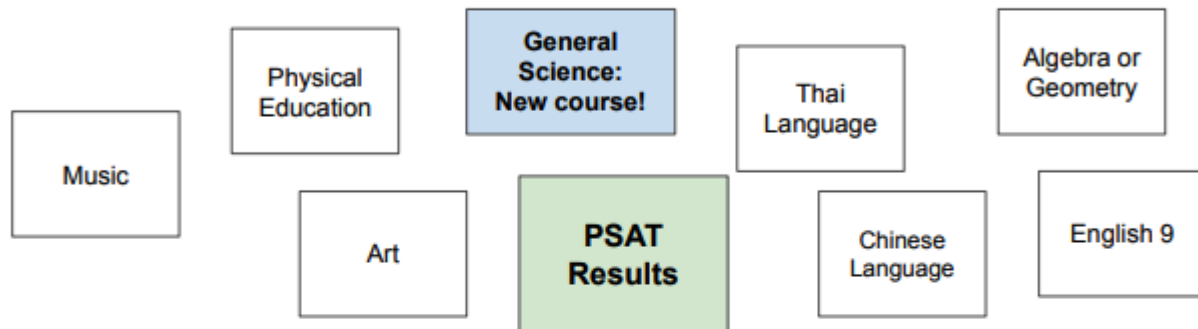 Music
Physical
Education
General
Science:
New course!
Thai
Language
Algebra or
Geometry
Art
PSAT
Results
Chinese
Language
English 9